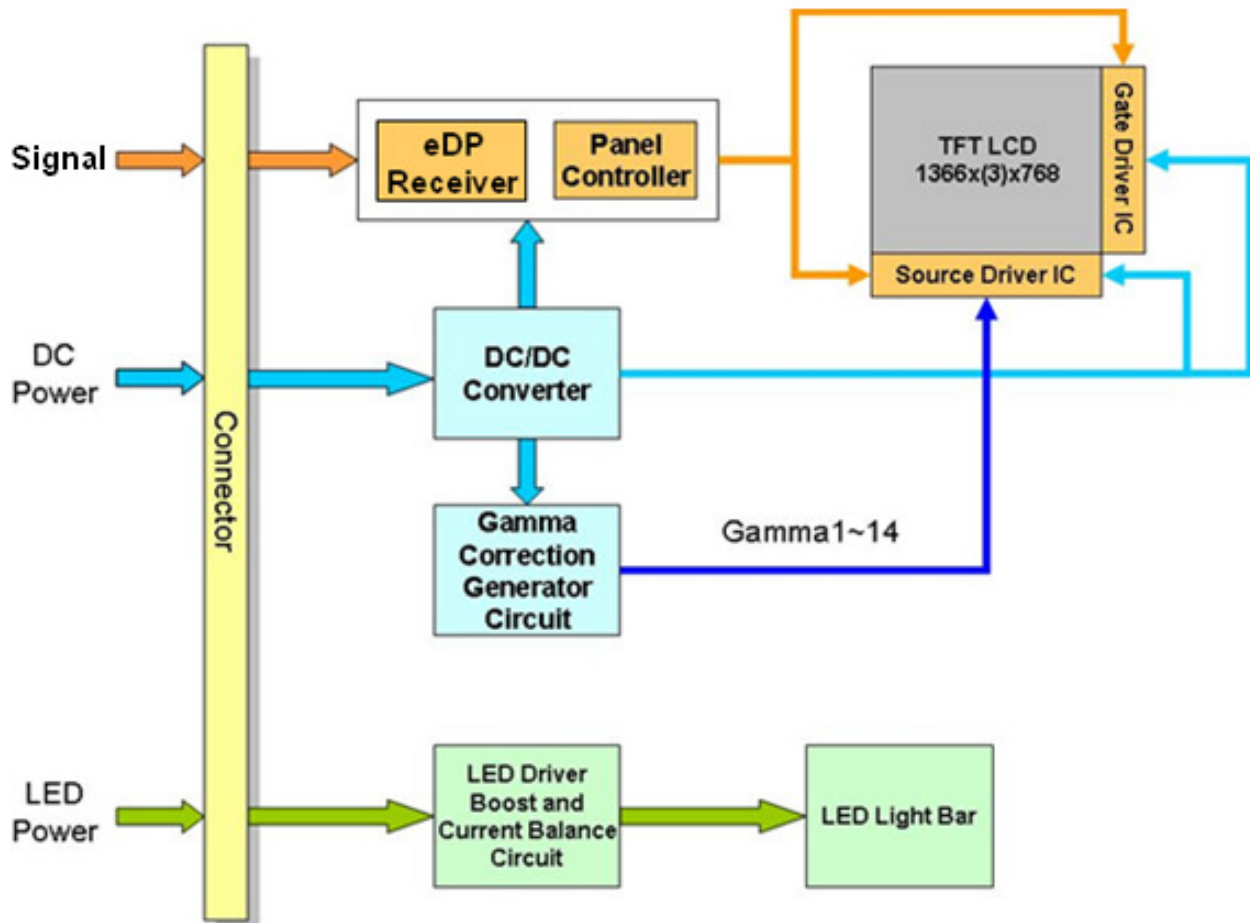 Signal
eDP
Receiver
Panel
Controller
TFT LCD
1366x(3)x768
Gate Driver IC
Source Driver IC
DC
Power
Connector
DC/DC
Converter
Gamma
Correction
Generator
Circuit
Gamma1~14
LED
Power
LED Driver
Boost and
Current Balance
Circuit
LED Light Bar